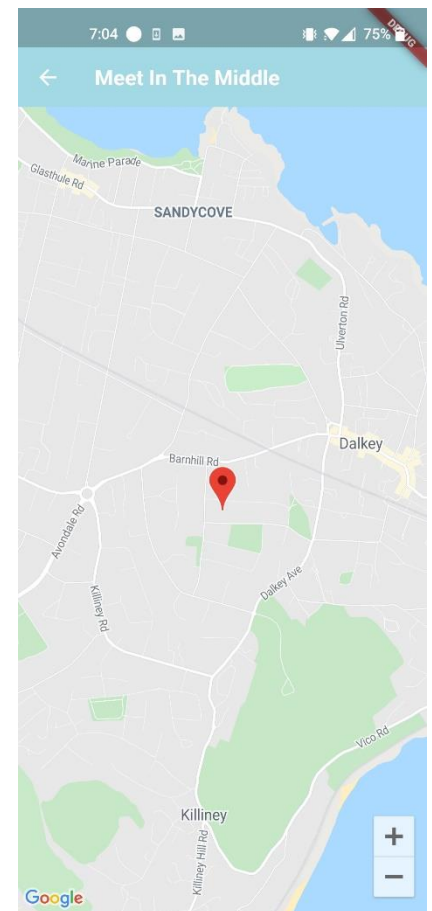 7:04
75%
DEBUG
Meet In The Middle
Marine Parade
Glasthule Rd
SANDYCOVE
Ulverton Rd
Dalkey
Barnhill Rd
Avondale Rd
Dalkey Ave
Killiney Rd
Vico Rd
Killiney
Killiney Hill Rd
+
−
Google